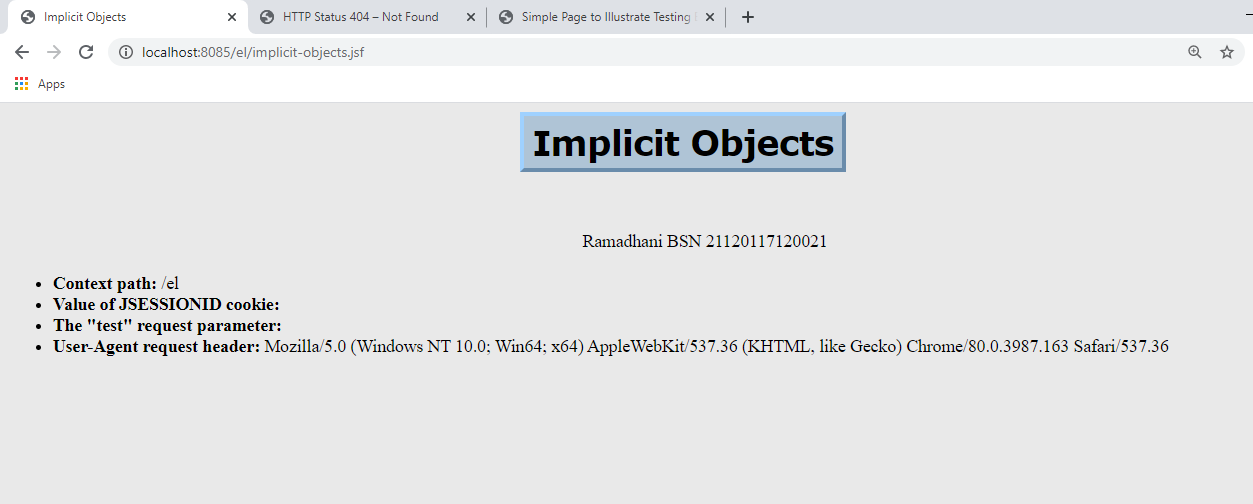 Implicit Objects
HTTP Status 404 – Not Found
Simple Page to Illustrate Testing
localhost:8085/el/implicit-objects.jsf
Apps
Implicit Objects
Ramadhani BSN 21120117120021
• Context path: /el
• Value of JSESSIONID cookie:
• The "test" request parameter:
• User-Agent request header: Mozilla/5.0 (Windows NT 10.0; Win64; x64) AppleWebKit/537.36 (KHTML, like Gecko) Chrome/80.0.3987.163 Safari/537.36